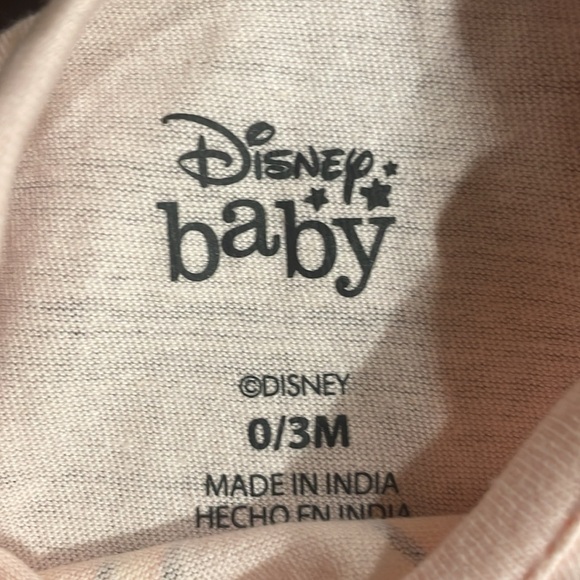 Disney
baby
©DISNEY
0/3M
MADE IN INDIA
HECHO EN INDIA